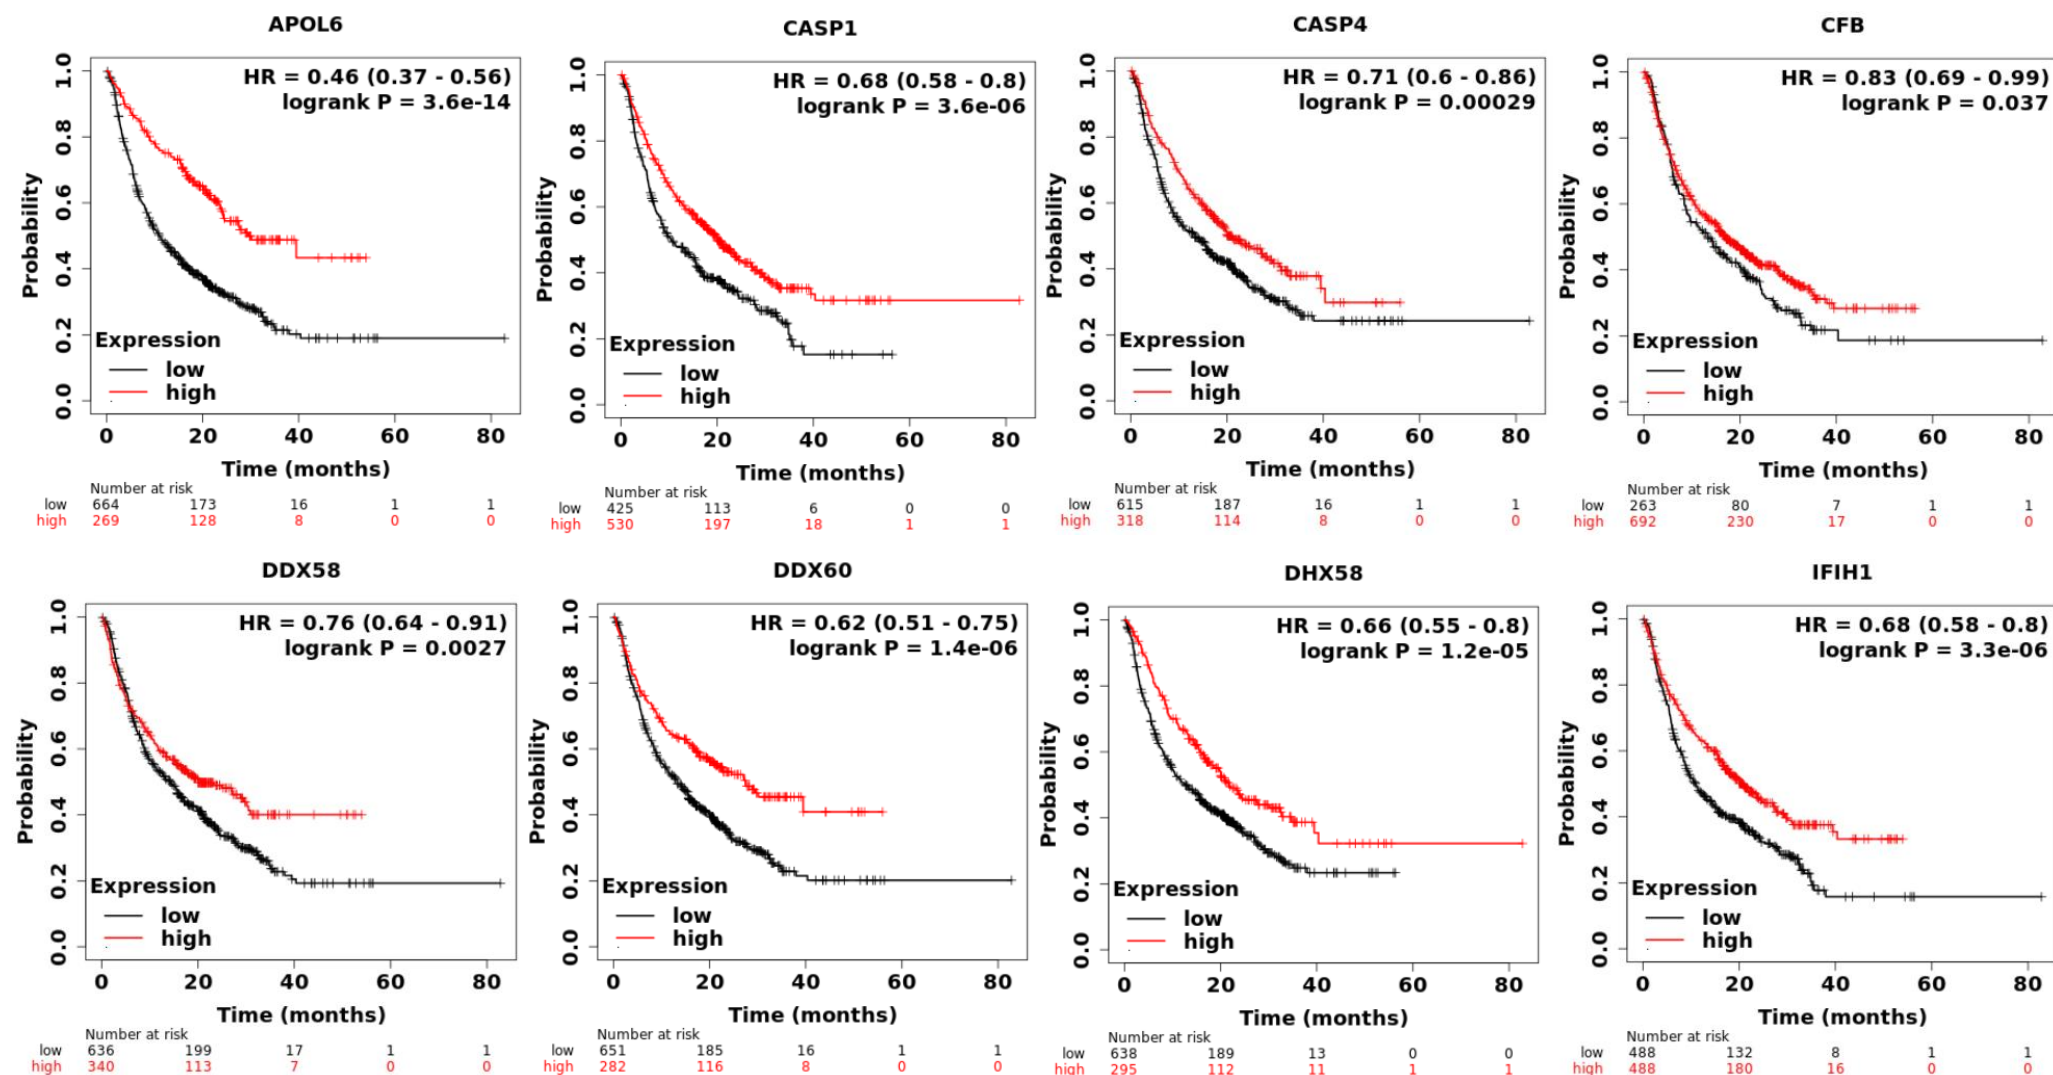 APOL6
HR = 0.46 (0.37 - 0.56)
logrank P = 3.6e-14
Probability
0.0 0.2 0.4 0.6 0.8 1.0
Expression
low
high
0 20 40 60 80
Time (months)
Number at risk
low 664 173 16 1 1
high 269 128 8 0 0
CASP1
HR = 0.68 (0.58 - 0.8)
logrank P = 3.6e-06
Probability
0.0 0.2 0.4 0.6 0.8 1.0
Expression
low
high
0 20 40 60 80
Time (months)
Number at risk
low 425 113 6 0 0
high 530 197 18 1 1
CASP4
HR = 0.71 (0.6 - 0.86)
logrank P = 0.00029
Probability
0.0 0.2 0.4 0.6 0.8 1.0
Expression
low
high
0 20 40 60 80
Time (months)
Number at risk
low 615 187 16 1 1
high 318 114 8 0 0
CFB
HR = 0.83 (0.69 - 0.99)
logrank P = 0.037
Probability
0.0 0.2 0.4 0.6 0.8 1.0
Expression
low
high
0 20 40 60 80
Time (months)
Number at risk
low 263 80 7 1 1
high 692 230 17 0 0
DDX58
HR = 0.76 (0.64 - 0.91)
logrank P = 0.0027
Probability
0.0 0.2 0.4 0.6 0.8 1.0
Expression
low
high
0 20 40 60 80
Time (months)
Number at risk
low 636 199 17 1 1
high 340 113 7 0 0
DDX60
HR = 0.62 (0.51 - 0.75)
logrank P = 1.4e-06
Probability
0.0 0.2 0.4 0.6 0.8 1.0
Expression
low
high
0 20 40 60 80
Time (months)
Number at risk
low 651 185 16 1 1
high 282 116 8 0 0
DHX58
HR = 0.66 (0.55 - 0.8)
logrank P = 1.2e-05
Probability
0.0 0.2 0.4 0.6 0.8 1.0
Expression
low
high
0 20 40 60 80
Time (months)
Number at risk
low 638 189 13 0 0
high 295 112 11 1 1
IFIH1
HR = 0.68 (0.58 - 0.8)
logrank P = 3.3e-06
Probability
0.0 0.2 0.4 0.6 0.8 1.0
Expression
low
high
0 20 40 60 80
Time (months)
Number at risk
low 488 132 8 1 1
high 488 180 16 0 0